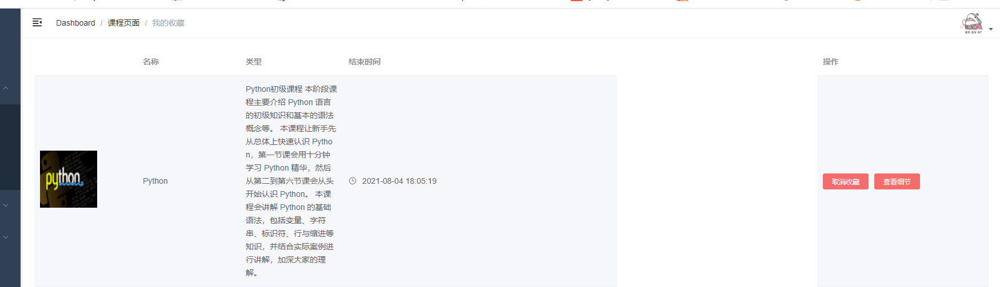 Dashboard / 课程页面 / 我的收藏
名称 类型 结束时间 操作
Python初级课程 本阶段课
程主要介绍 Python 语言
的初级知识和基本的语法
概念等。 本课程让新手先
从总体上快速认识 Pytho
n，第一节课会用十分钟
学习 Python 精华，然后
从第二到第六节课会从头
开始认识 Python。 本课
程会讲解 Python 的基础
语法，包括变量、字符
串、标识符、行与缩进等
知识，并结合实际案例进
行讲解，加深大家的理
解。
python
Python
2021-08-04 18:05:19
取消收藏 查看细节